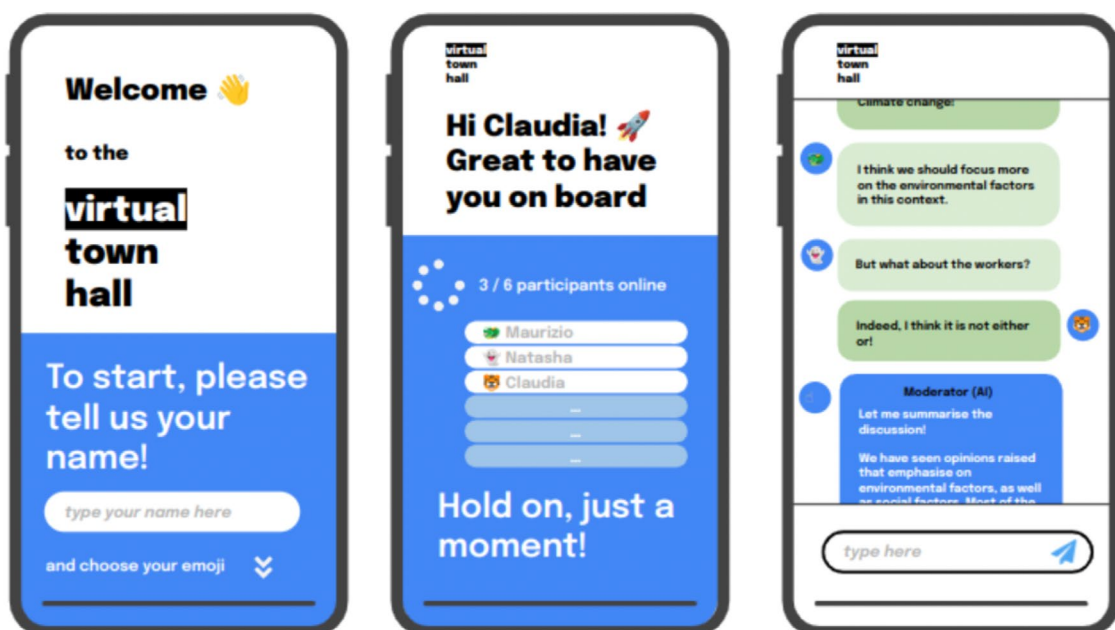 Welcome 👋
to the
virtual
town
hall
To start, please
tell us your
name!
type your name here
and choose your emoji
virtual
town
hall
Hi Claudia! 🚀
Great to have
you on board
3 / 6 participants online
Maurizio
Natasha
Claudia
...
...
...
Hold on, just a
moment!
virtual
town
hall
Climate change!
I think we should focus more
on the environmental factors
in this context.
But what about the workers?
Indeed, I think it is not either
or!
Moderator (AI)
Let me summarise the
discussion!
We have seen opinions raised
that emphasise on
environmental factors, as well
as social factors. Most of the
type here